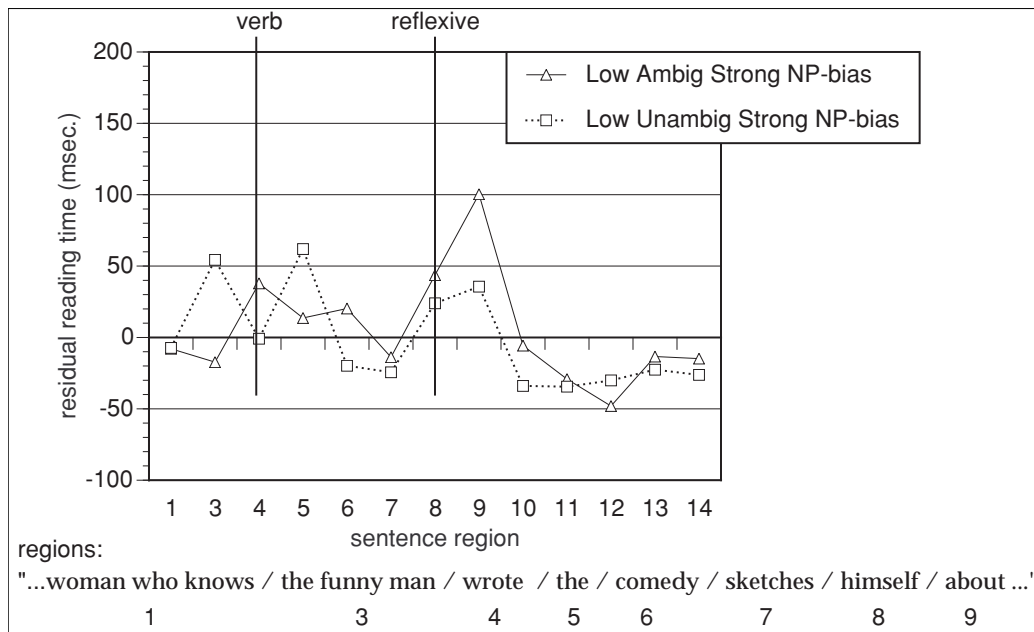 verb reflexive
200
Low Ambig Strong NP-bias
Low Unambig Strong NP-bias
150
100
50
0
-50
-100
residual reading time (msec.)
1 3 4 5 6 7 8 9 10 11 12 13 14
sentence region
regions:
"...woman who knows / the funny man / wrote / the / comedy / sketches / himself / about ..."
1 3 4 5 6 7 8 9